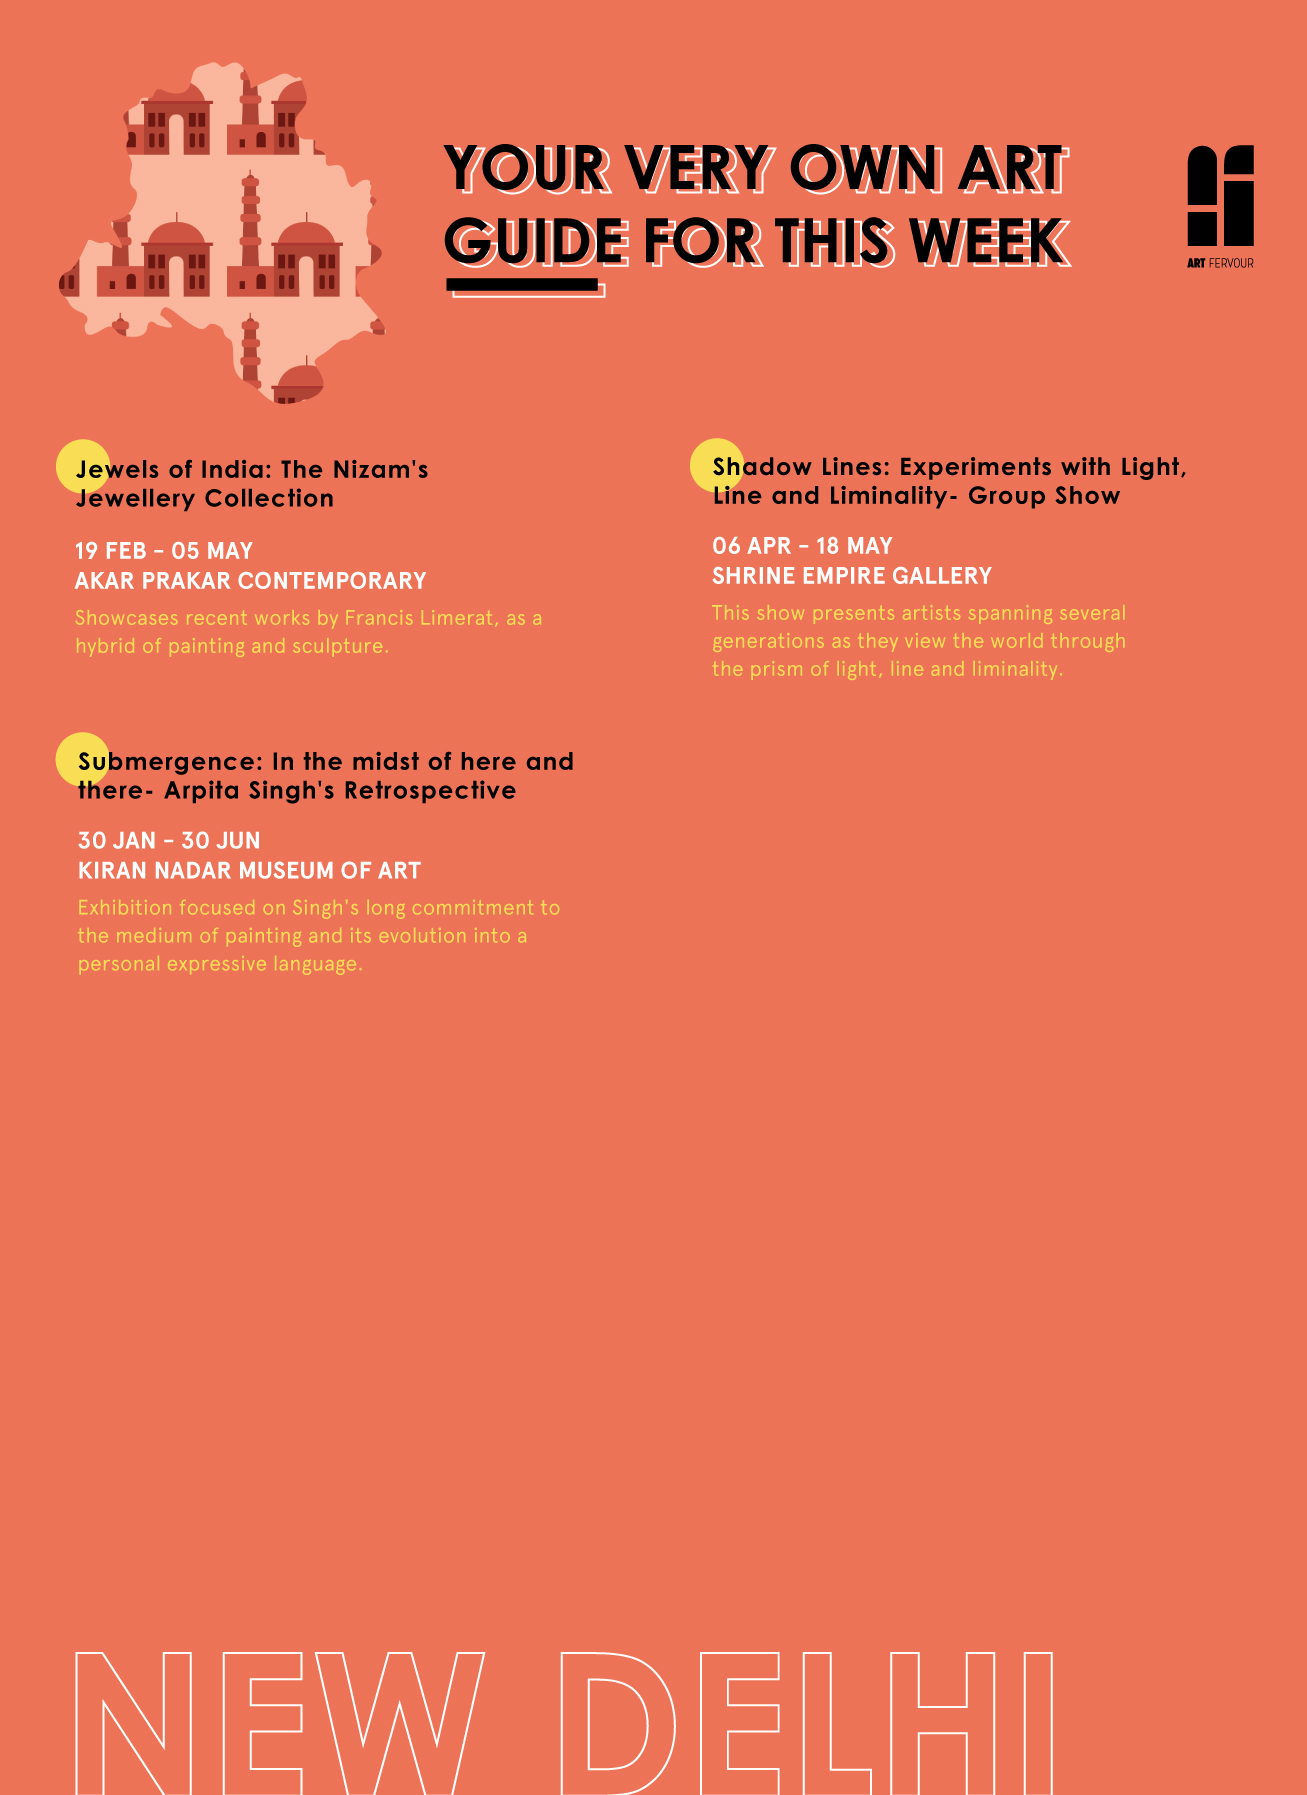 YOUR VERY OWN ART
GUIDE FOR THIS WEEK
ART FERVOUR
Jewels of India: The Nizam's
Jewellery Collection
19 FEB – 05 MAY
AKAR PRAKAR CONTEMPORARY
Showcases recent works by Francis Limerat, as a
hybrid of painting and sculpture.
Shadow Lines: Experiments with Light,
Line and Liminality- Group Show
06 APR – 18 MAY
SHRINE EMPIRE GALLERY
This show presents artists spanning several
generations as they view the world through
the prism of light, line and liminality.
Submergence: In the midst of here and
there- Arpita Singh's Retrospective
30 JAN – 30 JUN
KIRAN NADAR MUSEUM OF ART
Exhibition focused on Singh's long commitment to
the medium of painting and its evolution into a
personal expressive language.
NEW DELHI